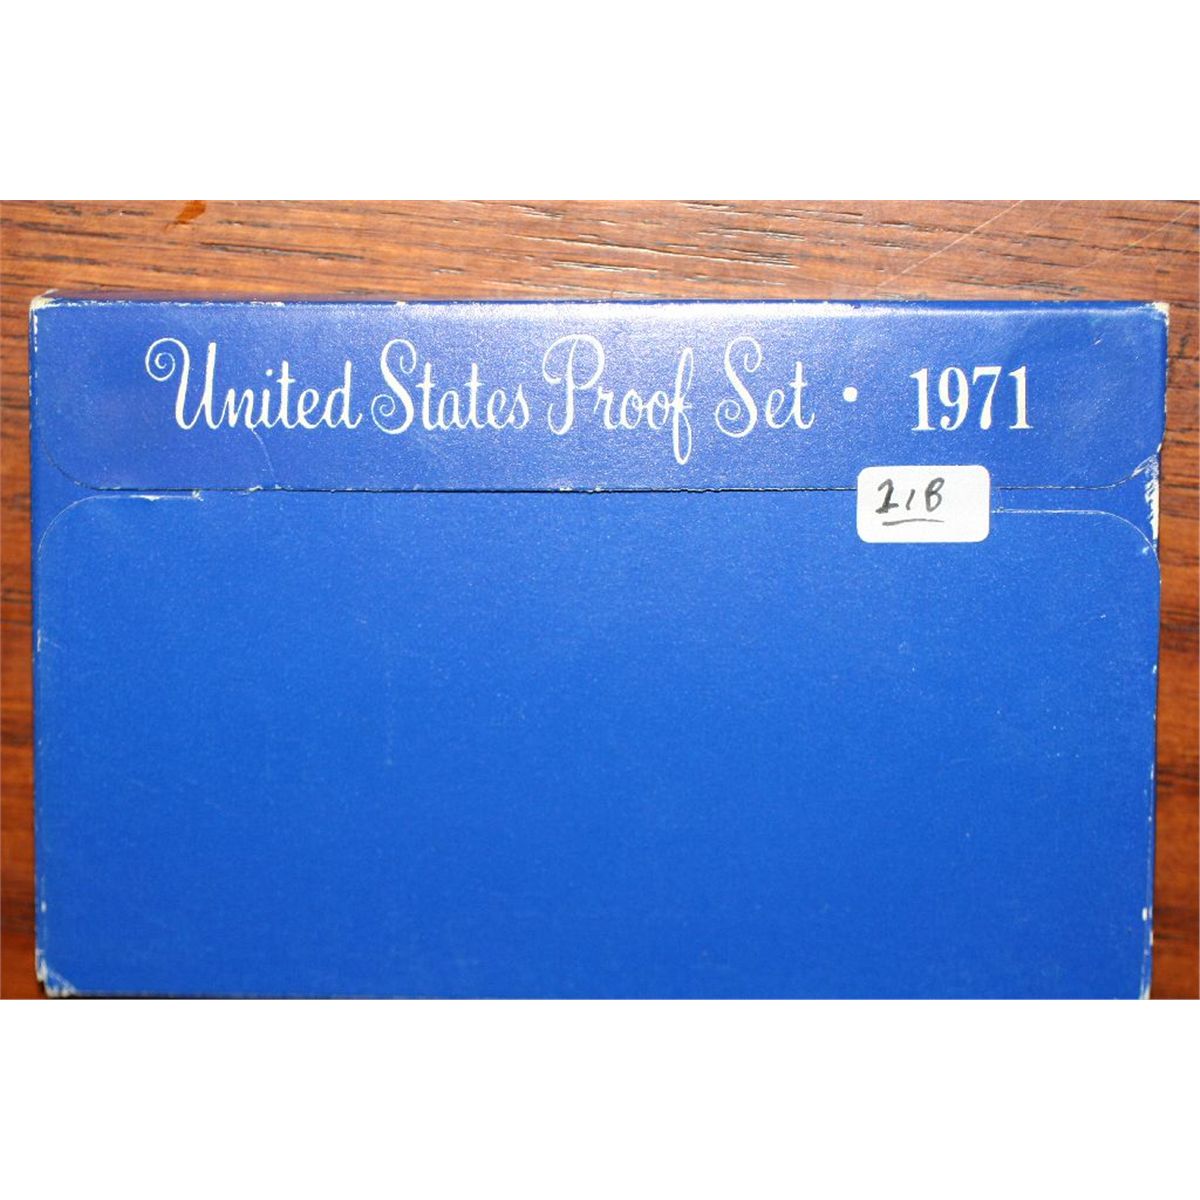 United States Proof Set • 1971
21B